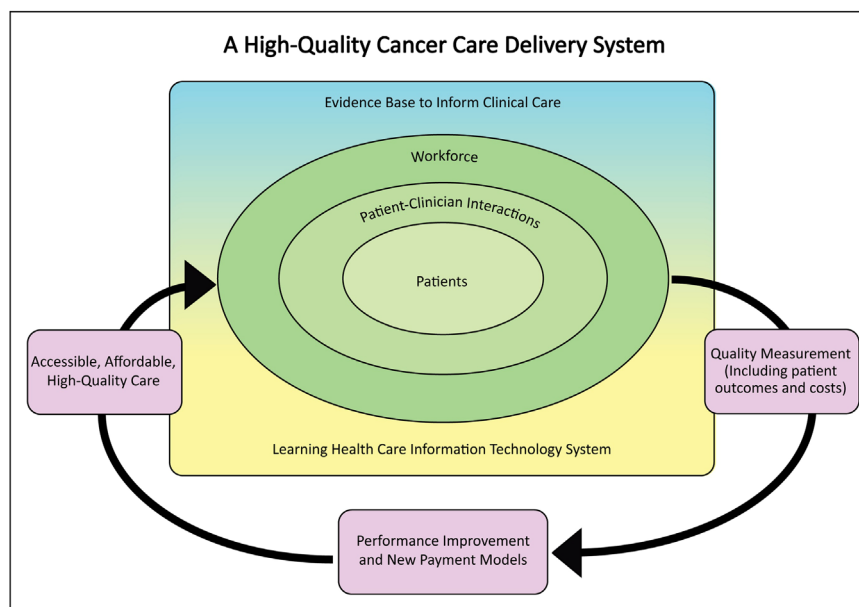 A High-Quality Cancer Care Delivery System
Evidence Base to Inform Clinical Care
Workforce
Patient-Clinician Interactions
Patients
Accessible, Affordable,
High-Quality Care
Quality Measurement
(Including patient
outcomes and costs)
Learning Health Care Information Technology System
Performance Improvement
and New Payment Models